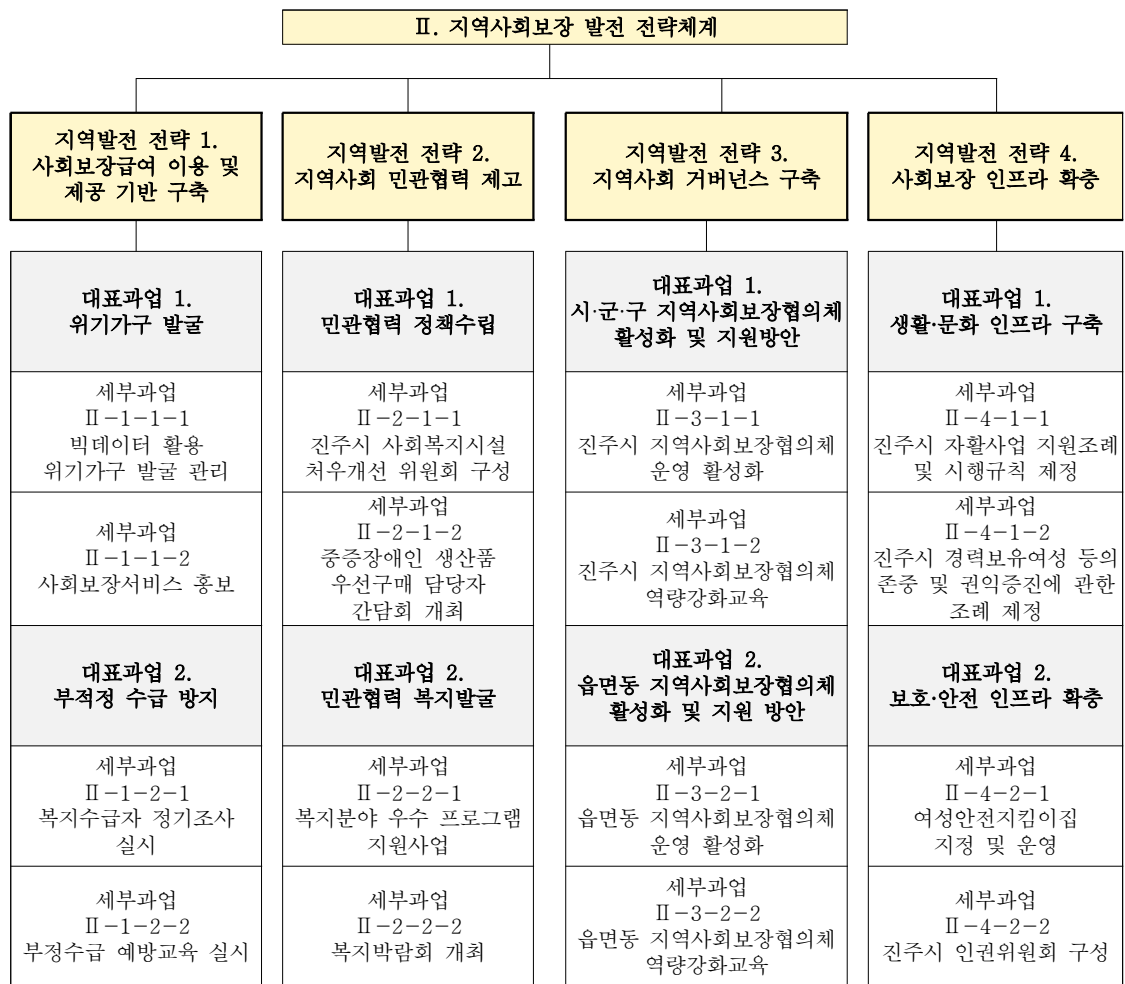 Ⅱ. 지역사회보장 발전 전략체계
지역발전 전략 1.
사회보장급여 이용 및
제공 기반 구축
지역발전 전략 2.
지역사회 민관협력 제고
지역발전 전략 3.
지역사회 거버넌스 구축
지역발전 전략 4.
사회보장 인프라 확충
대표과업 1.
위기가구 발굴
대표과업 1.
민관협력 정책수립
대표과업 1.
시·군·구 지역사회보장협의체
활성화 및 지원방안
대표과업 1.
생활·문화 인프라 구축
세부과업
Ⅱ-1-1-1
빅데이터 활용
위기가구 발굴 관리
세부과업
Ⅱ-2-1-1
진주시 사회복지시설
처우개선 위원회 구성
세부과업
Ⅱ-3-1-1
진주시 지역사회보장협의체
운영 활성화
세부과업
Ⅱ-4-1-1
진주시 자활사업 지원조례
및 시행규칙 제정
세부과업
Ⅱ-1-1-2
사회보장서비스 홍보
세부과업
Ⅱ-2-1-2
중증장애인 생산품
우선구매 담당자
간담회 개최
세부과업
Ⅱ-3-1-2
진주시 지역사회보장협의체
역량강화교육
세부과업
Ⅱ-4-1-2
진주시 경력보유여성 등의
존중 및 권익증진에 관한
조례 제정
대표과업 2.
부적정 수급 방지
대표과업 2.
민관협력 복지발굴
대표과업 2.
읍면동 지역사회보장협의체
활성화 및 지원 방안
대표과업 2.
보호·안전 인프라 확충
세부과업
Ⅱ-1-2-1
복지수급자 정기조사
실시
세부과업
Ⅱ-2-2-1
복지분야 우수 프로그램
지원사업
세부과업
Ⅱ-3-2-1
읍면동 지역사회보장협의체
운영 활성화
세부과업
Ⅱ-4-2-1
여성안전지킴이집
지정 및 운영
세부과업
Ⅱ-1-2-2
부정수급 예방교육 실시
세부과업
Ⅱ-2-2-2
복지박람회 개최
세부과업
Ⅱ-3-2-2
읍면동 지역사회보장협의체
역량강화교육
세부과업
Ⅱ-4-2-2
진주시 인권위원회 구성